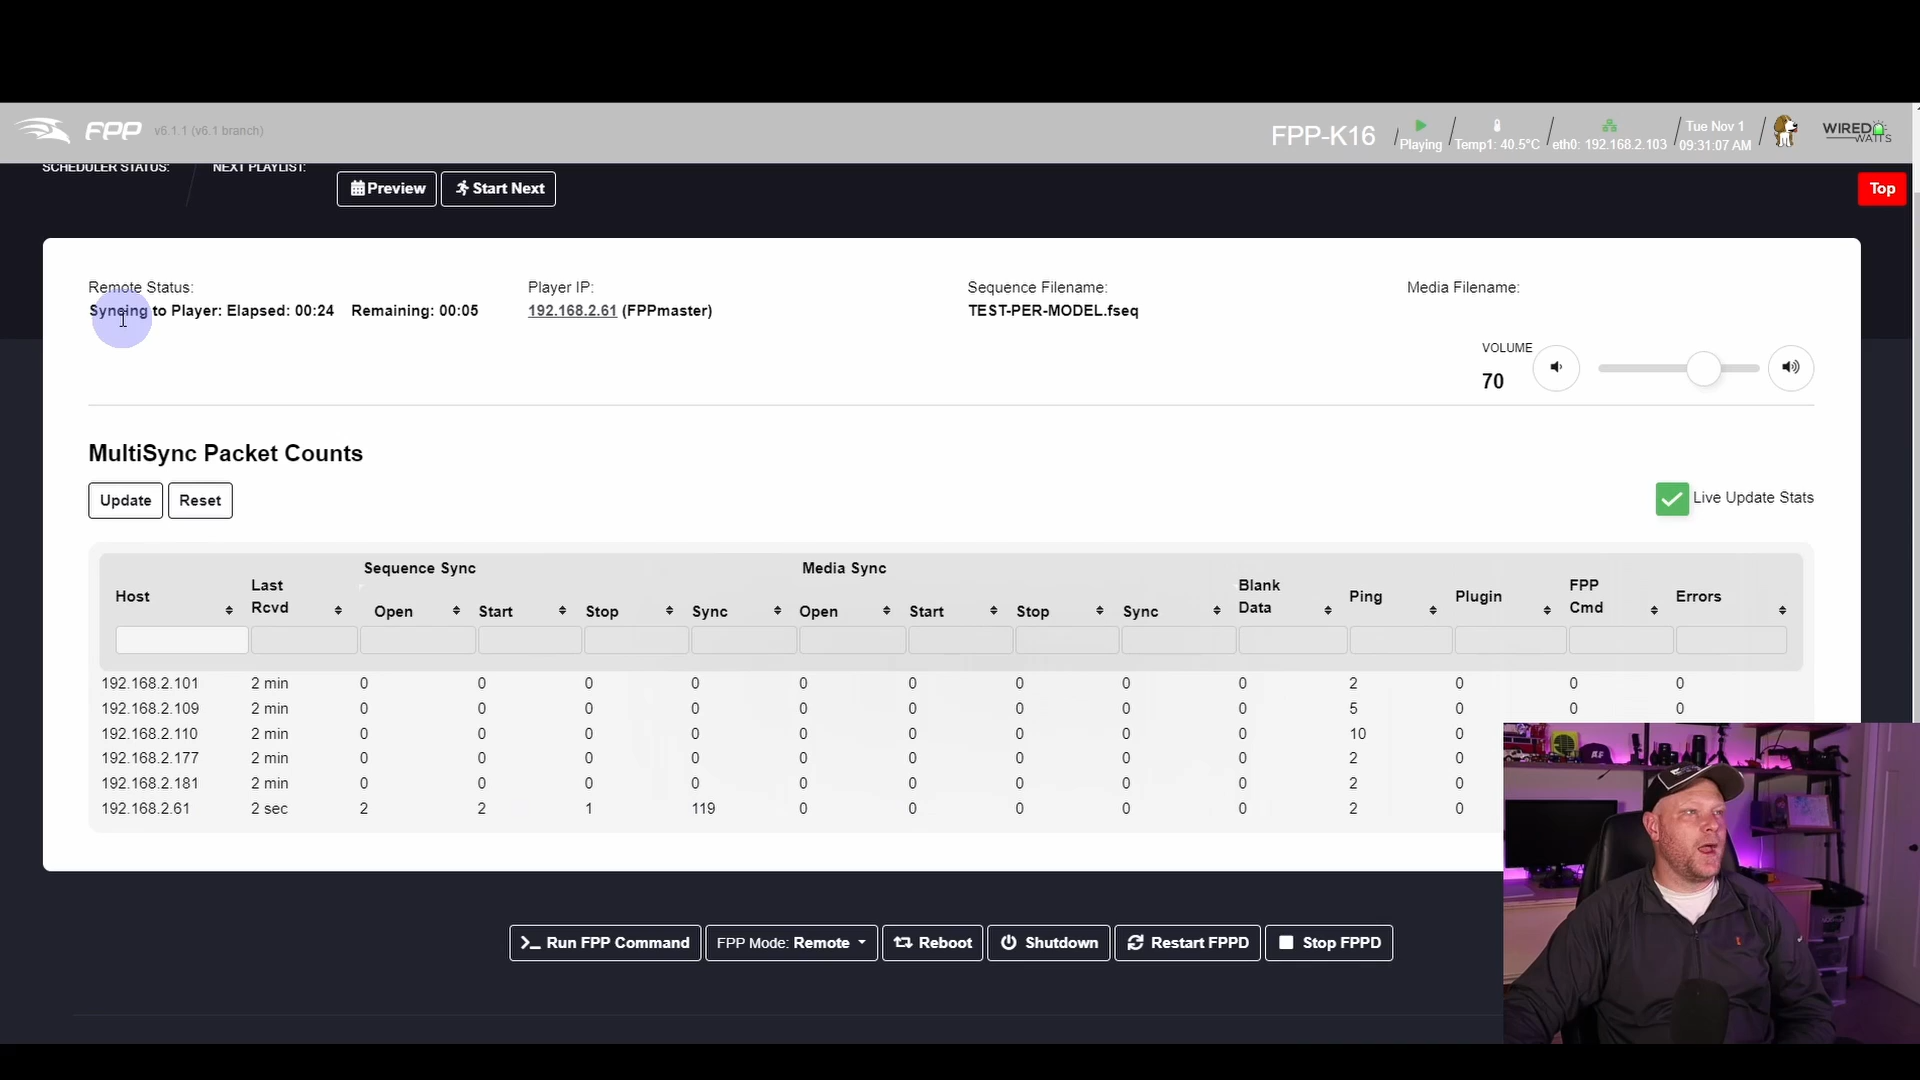 FPP v6.1.1 (v6.1 branch)
FPP-K16
Playing
Temp1: 40.5°C
eth0: 192.168.2.103
Tue Nov 1
09:31:07 AM
WIRED WATTS
SCHEDULER STATUS:
NEXT PLAYLIST:
Preview
Start Next
Top
Remote Status:
Syncing to Player: Elapsed: 00:24 Remaining: 00:05
Player IP:
192.168.2.61 (FPPmaster)
Sequence Filename:
TEST-PER-MODEL.fseq
Media Filename:
VOLUME
70
MultiSync Packet Counts
Update
Reset
Live Update Stats
Sequence Sync Media Sync
Host Last Rcvd Open Start Stop Sync Open Start Stop Sync Blank Data Ping Plugin FPP Cmd Errors
192.168.2.101 2 min 0 0 0 0 0 0 0 0 0 2 0 0 0
192.168.2.109 2 min 0 0 0 0 0 0 0 0 0 5 0 0 0
192.168.2.110 2 min 0 0 0 0 0 0 0 0 0 10 0
192.168.2.177 2 min 0 0 0 0 0 0 0 0 0 2 0
192.168.2.181 2 min 0 0 0 0 0 0 0 0 0 2 0
192.168.2.61 2 sec 2 2 1 119 0 0 0 0 0 2 0
Run FPP Command
FPP Mode: Remote
Reboot
Shutdown
Restart FPPD
Stop FPPD